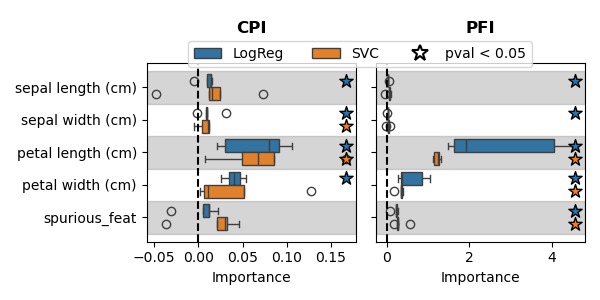 CPI PFI
LogReg SVC pval < 0.05
sepal length (cm)
sepal width (cm)
petal length (cm)
petal width (cm)
spurious_feat
−0.05 0.00 0.05 0.10 0.15 0 2 4
Importance Importance